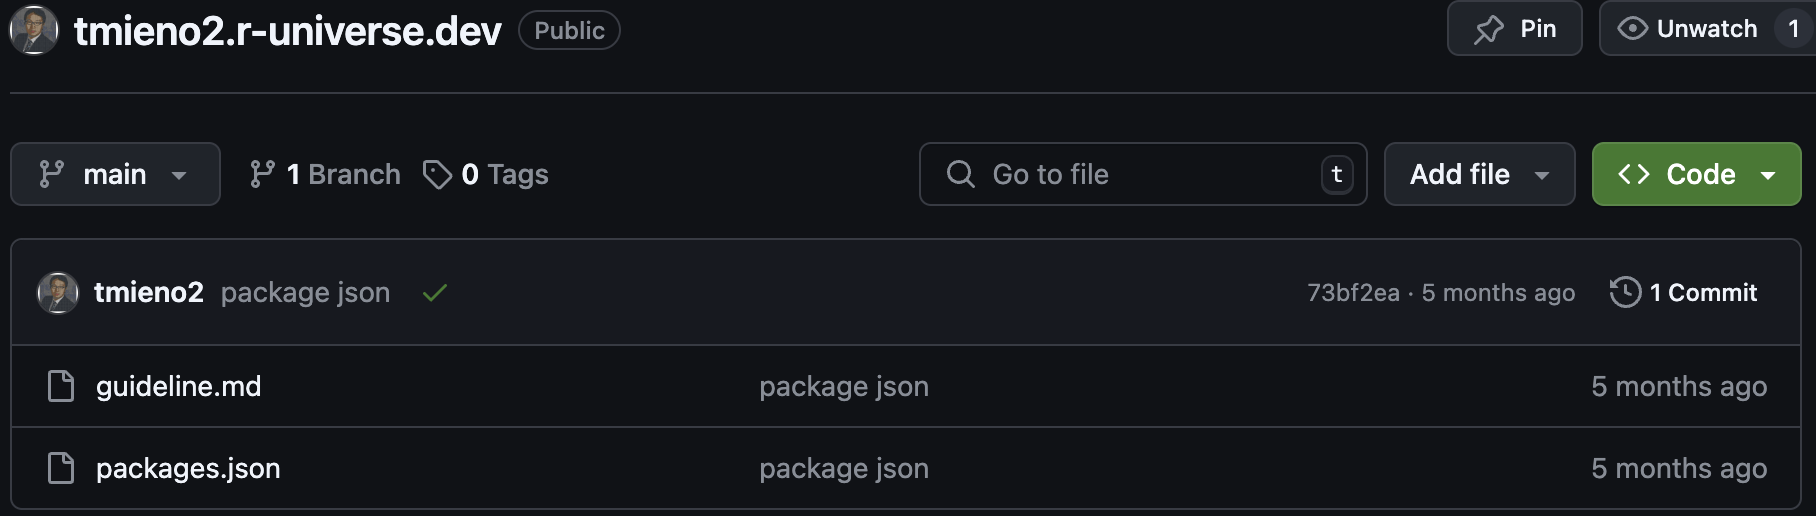 tmieno2.r-universe.dev Public Pin Unwatch 1
main 1 Branch 0 Tags Go to file t Add file <> Code
tmieno2 package json 73bf2ea · 5 months ago 1 Commit
guideline.md package json 5 months ago
packages.json package json 5 months ago